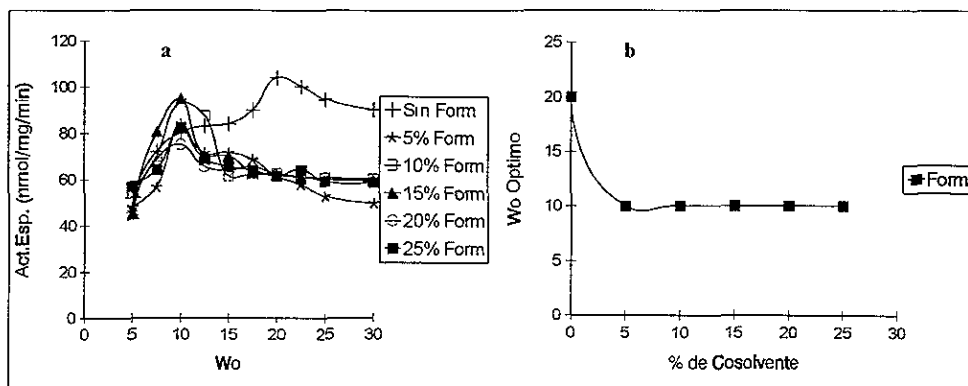 a
Act.Esp. (nmol/mg/min)
120
100
80
60
40
20
0
0 5 10 15 20 25 30
Wo
Sin Form
5% Form
10% Form
15% Form
20% Form
25% Form
b
Wo Optimo
25
20
15
10
5
0
0 5 10 15 20 25 30
% de Cosolvente
Form